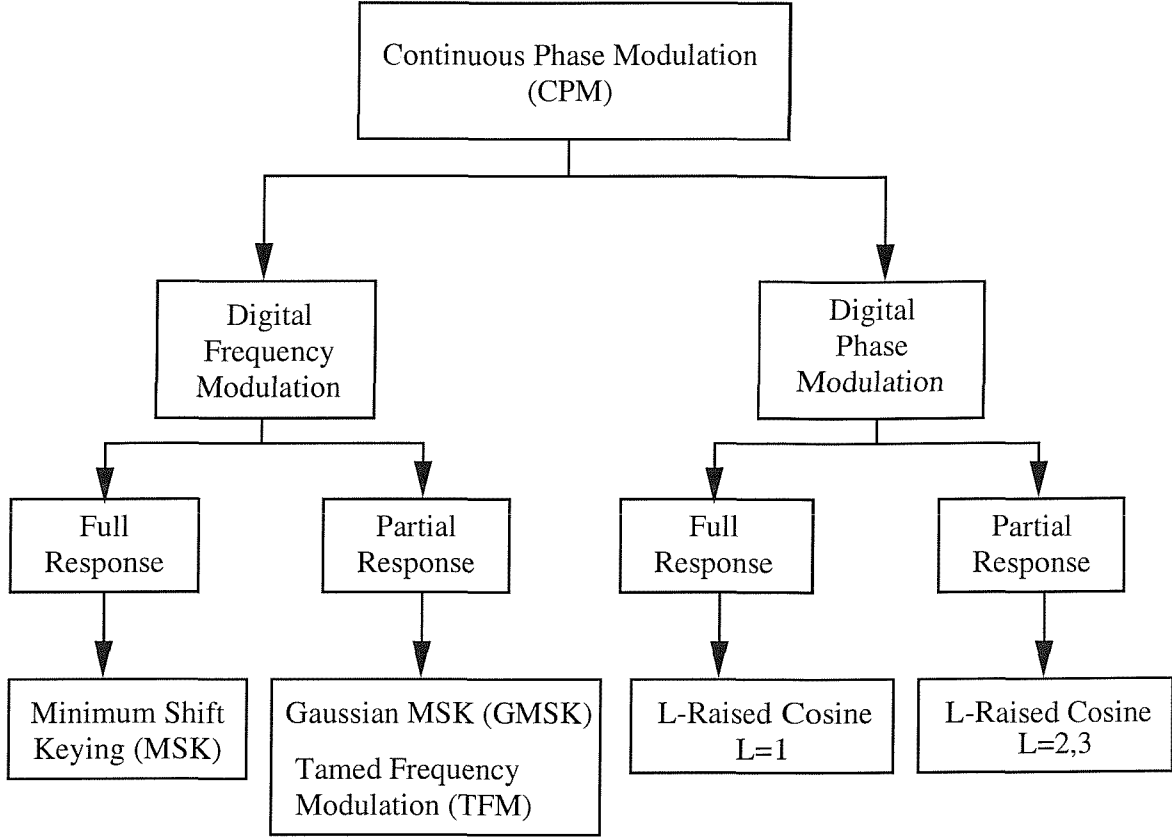 Continuous Phase Modulation
(CPM)
Digital
Frequency
Modulation
Digital
Phase
Modulation
Full
Response
Partial
Response
Full
Response
Partial
Response
Minimum Shift
Keying (MSK)
Gaussian MSK (GMSK)
Tamed Frequency
Modulation (TFM)
L-Raised Cosine
L=1
L-Raised Cosine
L=2,3